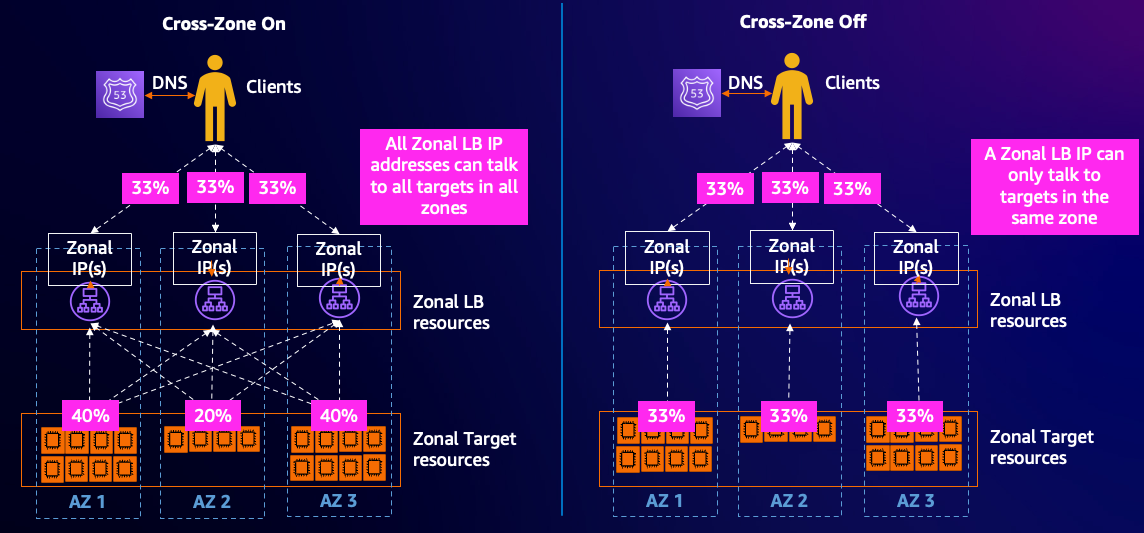 Cross-Zone On
53
DNS
Clients
All Zonal LB IP
addresses can talk
to all targets in all
zones
33%
33%
33%
Zonal
IP(s)
Zonal
IP(s)
Zonal
IP(s)
Zonal LB
resources
40%
20%
40%
Zonal Target
resources
AZ 1
AZ 2
AZ 3
Cross-Zone Off
53
DNS
Clients
A Zonal LB IP can
only talk to
targets in the
same zone
33%
33%
33%
Zonal
IP(s)
Zonal
IP(s)
Zonal
IP(s)
Zonal LB
resources
33%
33%
33%
Zonal Target
resources
AZ 1
AZ 2
AZ 3